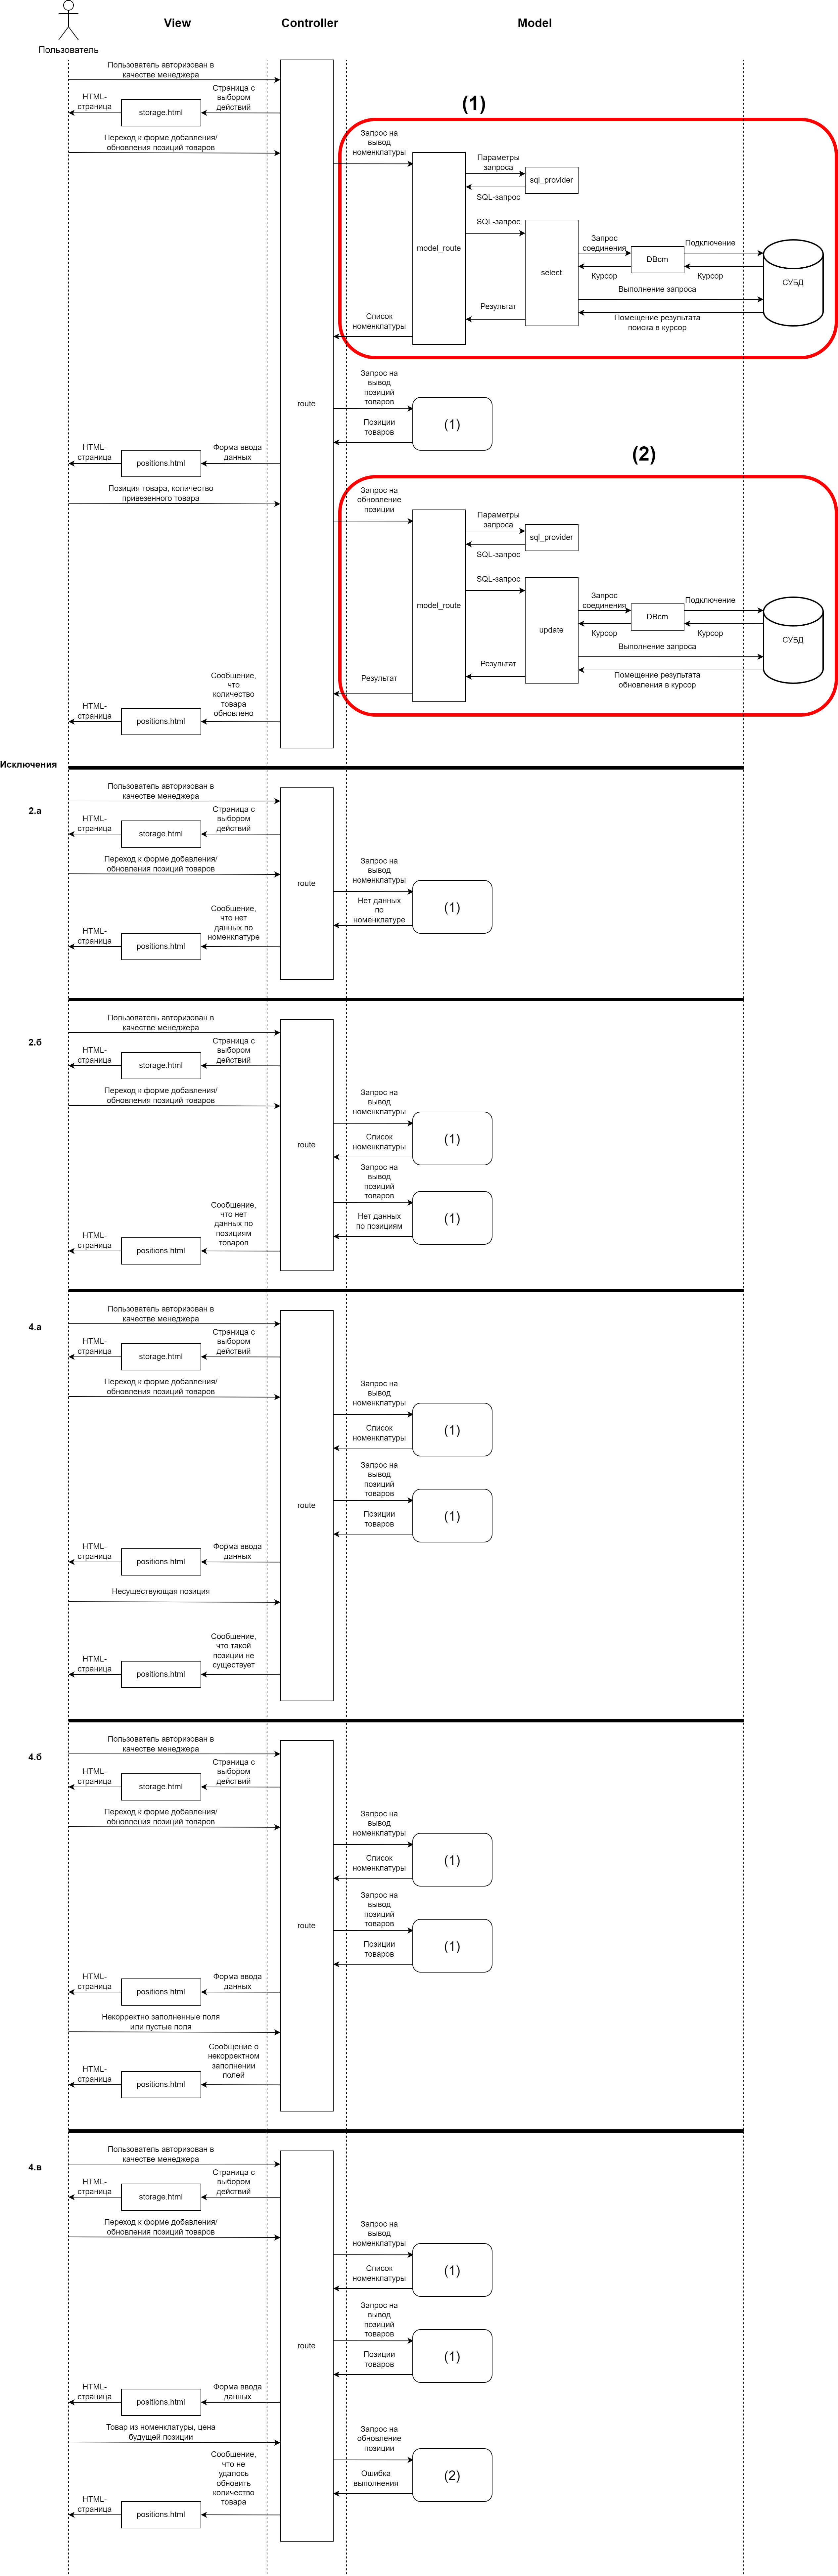 View
Controller
Model
Пользователь
Пользователь авторизован в
качестве менеджера
HTML-
страница
storage.html
Страница с
выбором
действий
Переход к форме добавления/
обновления позиций товаров
(1)
Запрос на
вывод
номенклатуры
model_route
Параметры
запроса
sql_provider
SQL-запрос
SQL-запрос
select
Запрос
соединения
DBcm
Подключение
Курсор
Курсор
СУБД
Выполнение запроса
Помещение результата
поиска в курсор
Результат
Список
номенклатуры
route
Запрос на
вывод
позиций
товаров
(1)
Позиции
товаров
HTML-
страница
positions.html
Форма ввода
данных
(2)
Позиция товара, количество
привезенного товара
Запрос на
обновление
позиции
model_route
Параметры
запроса
sql_provider
SQL-запрос
SQL-запрос
update
Запрос
соединения
DBcm
Подключение
Курсор
Курсор
СУБД
Выполнение запроса
Помещение результата
обновления в курсор
Результат
Результат
Сообщение,
что
количество
товара
обновлено
HTML-
страница
positions.html
Исключения
2.а
Пользователь авторизован в
качестве менеджера
HTML-
страница
storage.html
Страница с
выбором
действий
Переход к форме добавления/
обновления позиций товаров
route
Запрос на
вывод
номенклатуры
(1)
Нет данных
по
номенклатуре
Сообщение,
что нет
данных по
номенклатуре
HTML-
страница
positions.html
2.б
Пользователь авторизован в
качестве менеджера
HTML-
страница
storage.html
Страница с
выбором
действий
Переход к форме добавления/
обновления позиций товаров
route
Запрос на
вывод
номенклатуры
(1)
Список
номенклатуры
Запрос на
вывод
позиций
товаров
(1)
Нет данных
по позициям
Сообщение,
что нет
данных по
позициям
товаров
HTML-
страница
positions.html
4.а
Пользователь авторизован в
качестве менеджера
HTML-
страница
storage.html
Страница с
выбором
действий
Переход к форме добавления/
обновления позиций товаров
Запрос на
вывод
номенклатуры
(1)
Список
номенклатуры
Запрос на
вывод
позиций
товаров
route
(1)
Позиции
товаров
HTML-
страница
positions.html
Форма ввода
данных
Несуществующая позиция
Сообщение,
что такой
позиции не
существует
HTML-
страница
positions.html
4.б
Пользователь авторизован в
качестве менеджера
HTML-
страница
storage.html
Страница с
выбором
действий
Переход к форме добавления/
обновления позиций товаров
Запрос на
вывод
номенклатуры
(1)
Список
номенклатуры
Запрос на
вывод
позиций
товаров
route
(1)
Позиции
товаров
HTML-
страница
positions.html
Форма ввода
данных
Некорректно заполненные поля
или пустые поля
Сообщение о
некорректном
заполнении
полей
HTML-
страница
positions.html
4.в
Пользователь авторизован в
качестве менеджера
HTML-
страница
storage.html
Страница с
выбором
действий
Переход к форме добавления/
обновления позиций товаров
Запрос на
вывод
номенклатуры
(1)
Список
номенклатуры
Запрос на
вывод
позиций
товаров
route
(1)
Позиции
товаров
HTML-
страница
positions.html
Форма ввода
данных
Товар из номенклатуры, цена
будущей позиции
Запрос на
обновление
позиции
(2)
Ошибка
выполнения
Сообщение,
что не
удалось
обновить
количество
товара
HTML-
страница
positions.html